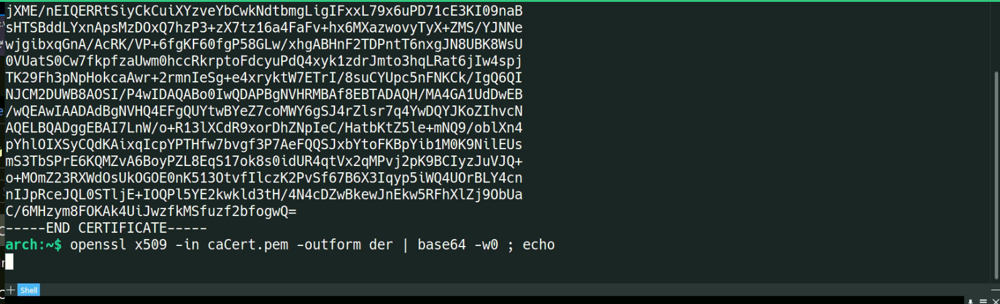 jXME/nEIQERRtSiyCkCuiXYzveYbCwkNdtbmgLigIFxxL79x6uPD71cE3KI09naB
sHTSBddLYxnApsMzDOxQ7hzP3+zX7tz16a4FaFv+hx6MXazwovyTyX+ZMS/YJNNe
wjgibxqGnA/AcRK/VP+6fgKF60fgP58GLw/xhgABHnF2TDPntT6nxgJN8UBK8WsU
0VUatS0Cw7fkpfzaUwm0hccRkrptoFdcyuPdQ4xyk1zdrJmto3hqLRat6jIw4spj
TK29Fh3pNpHokcaAwr+2rmnIeSg+e4xryktW7ETrI/8suCYUpc5nFNKCk/IgQ6QI
NJCM2DUWB8AOSI/P4wIDAQABo0IwQDAPBgNVHRMBAf8EBTADAQH/MA4GA1UdDwEB
/wQEAwIAADAdBgNVHQ4EFgQUYtwBYeZ7coMWY6gSJ4rZlsr7q4YwDQYJKoZIhvcN
AQELBQADggEBAI7LnW/o+R13lXCdR9xorDhZNpIeC/HatbKtZ5le+mNQ9/oblXn4
pYhlOIXSyCQdKAixqIcpYPTHfw7bvgf3P7AeFQQSJxbYtoFKBpYib1M0K9NilEUs
mS3TbSPrE6KQMZvA6BoyPZL8EqS17ok8s0idUR4qtVx2qMPvj2pK9BCIyzJuVJQ+
o+MOmZ23RXWdOsUkOGOE0nK513OtvfIlczK2PvSf67B6X3Iqyp5iWQ4UOrBLY4cn
nIJpRceJQL0STljE+IOQPl5YE2kwkld3tH/4N4cDZwBkewJnEkw5RFhXlZj9ObUa
C/6MHzym8FOKAk4UiJwzfkMSfuzf2bfogwQ=
-----END CERTIFICATE-----
arch:~$ openssl x509 -in caCert.pem -outform der | base64 -w0 ; echo
Shell